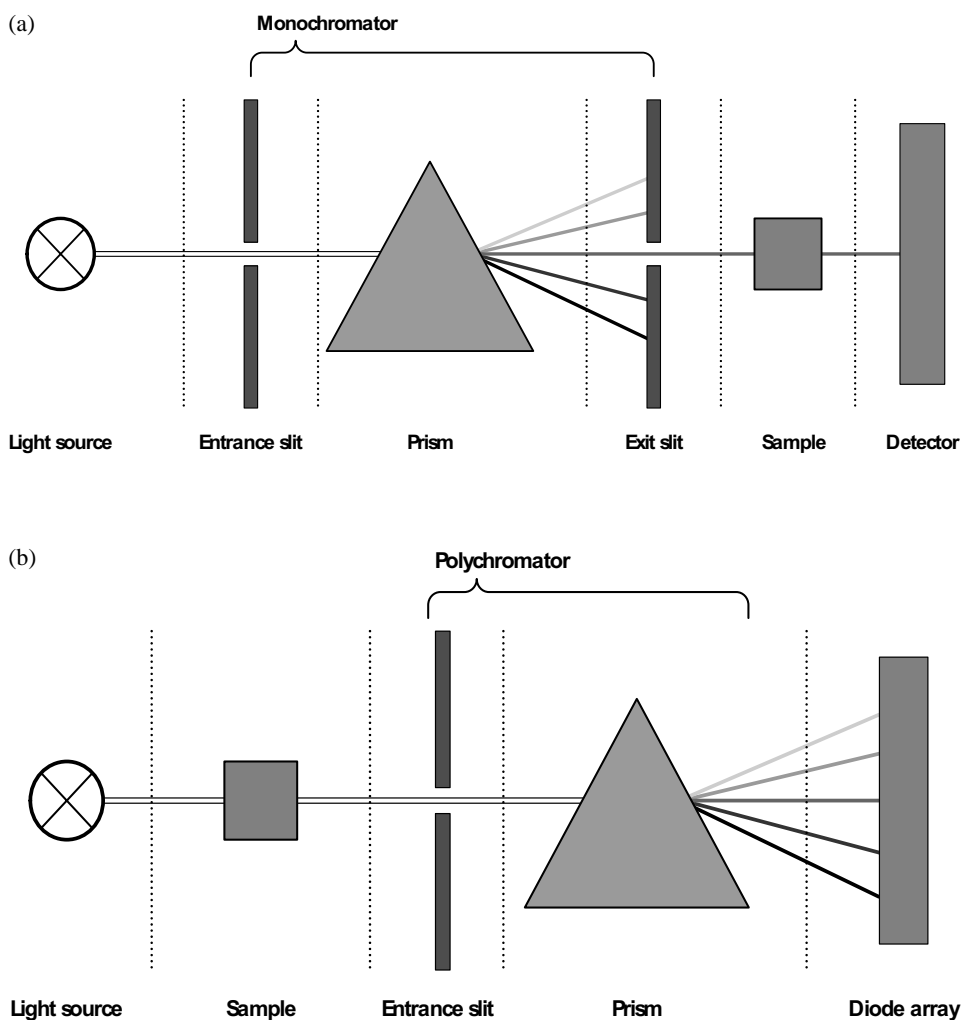 (a)
Monochromator
Light source Entrance slit Prism Exit slit Sample Detector
(b)
Polychromator
Light source Sample Entrance slit Prism Diode array